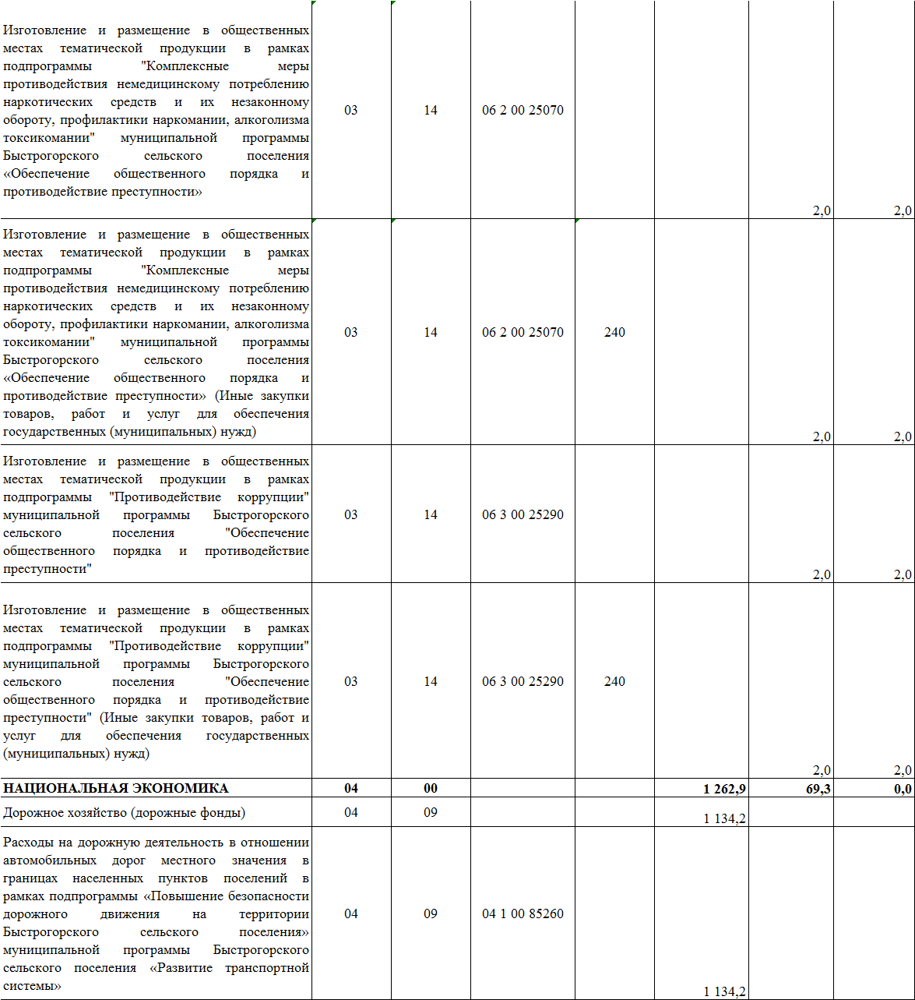 Изготовление и размещение в общественных
местах тематической продукции в рамках
подпрограммы "Комплексные меры
противодействия немедицинскому потреблению
наркотических средств и их незаконному
обороту, профилактики наркомании, алкоголизма
токсикомании" муниципальной программы
Быстрогорского сельского поселения
«Обеспечение общественного порядка и
противодействие преступности»
03 14 06 2 00 25070 2,0 2,0
Изготовление и размещение в общественных
местах тематической продукции в рамках
подпрограммы "Комплексные меры
противодействия немедицинскому потреблению
наркотических средств и их незаконному
обороту, профилактики наркомании, алкоголизма
токсикомании" муниципальной программы
Быстрогорского сельского поселения
«Обеспечение общественного порядка и
противодействие преступности» (Иные закупки
товаров, работ и услуг для обеспечения
государственных (муниципальных) нужд)
03 14 06 2 00 25070 240 2,0 2,0
Изготовление и размещение в общественных
местах тематической продукции в рамках
подпрограммы "Противодействие коррупции"
муниципальной программы Быстрогорского
сельского поселения "Обеспечение
общественного порядка и противодействие
преступности"
03 14 06 3 00 25290 2,0 2,0
Изготовление и размещение в общественных
местах тематической продукции в рамках
подпрограммы "Противодействие коррупции"
муниципальной программы Быстрогорского
сельского поселения "Обеспечение
общественного порядка и противодействие
преступности" (Иные закупки товаров, работ и
услуг для обеспечения государственных
(муниципальных) нужд)
03 14 06 3 00 25290 240 2,0 2,0
НАЦИОНАЛЬНАЯ ЭКОНОМИКА 04 00 1 262,9 69,3 0,0
Дорожное хозяйство (дорожные фонды) 04 09 1 134,2
Расходы на дорожную деятельность в отношении
автомобильных дорог местного значения в
границах населенных пунктов поселений в
рамках подпрограммы «Повышение безопасности
дорожного движения на территории
Быстрогорского сельского поселения»
муниципальной программы Быстрогорского
сельского поселения «Развитие транспортной
системы»
04 09 04 1 00 85260 1 134,2